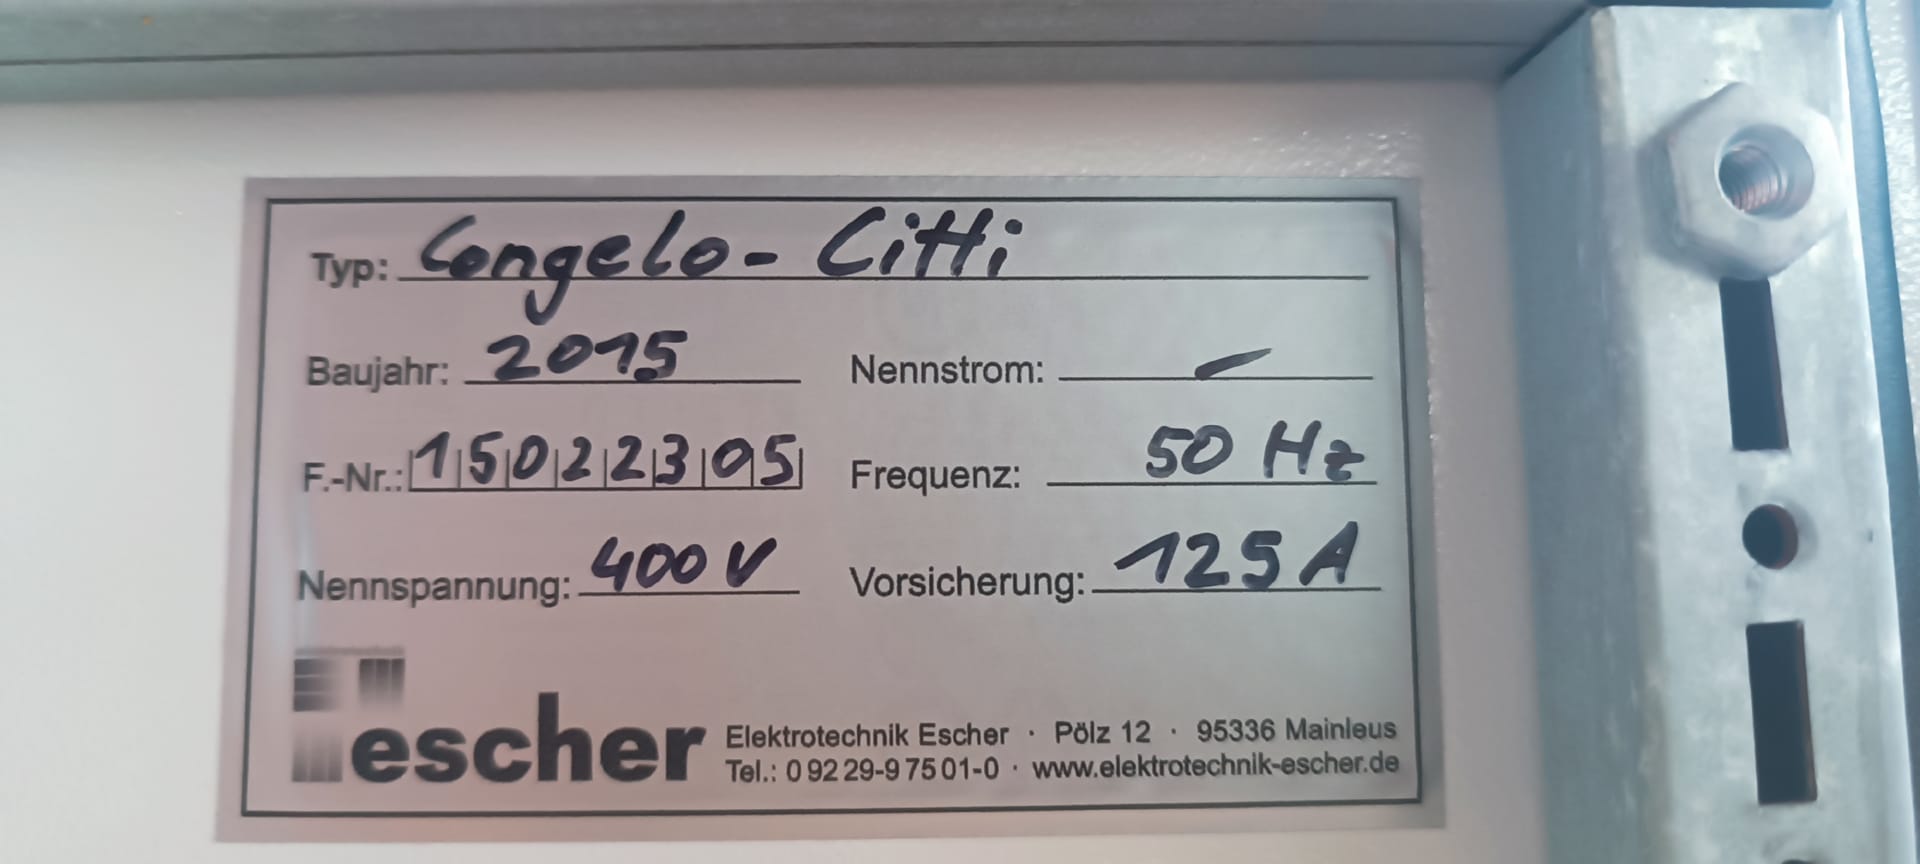 Typ: Congelo - Citti
Baujahr: 2015 Nennstrom: –
F.-Nr.: 15022305 Frequenz: 50 Hz
Nennspannung: 400 V Vorsicherung: 125 A
escher
Elektrotechnik Escher · Pölz 12 · 95336 Mainleus
Tel.: 0 92 29-9 75 01-0 · www.elektrotechnik-escher.de